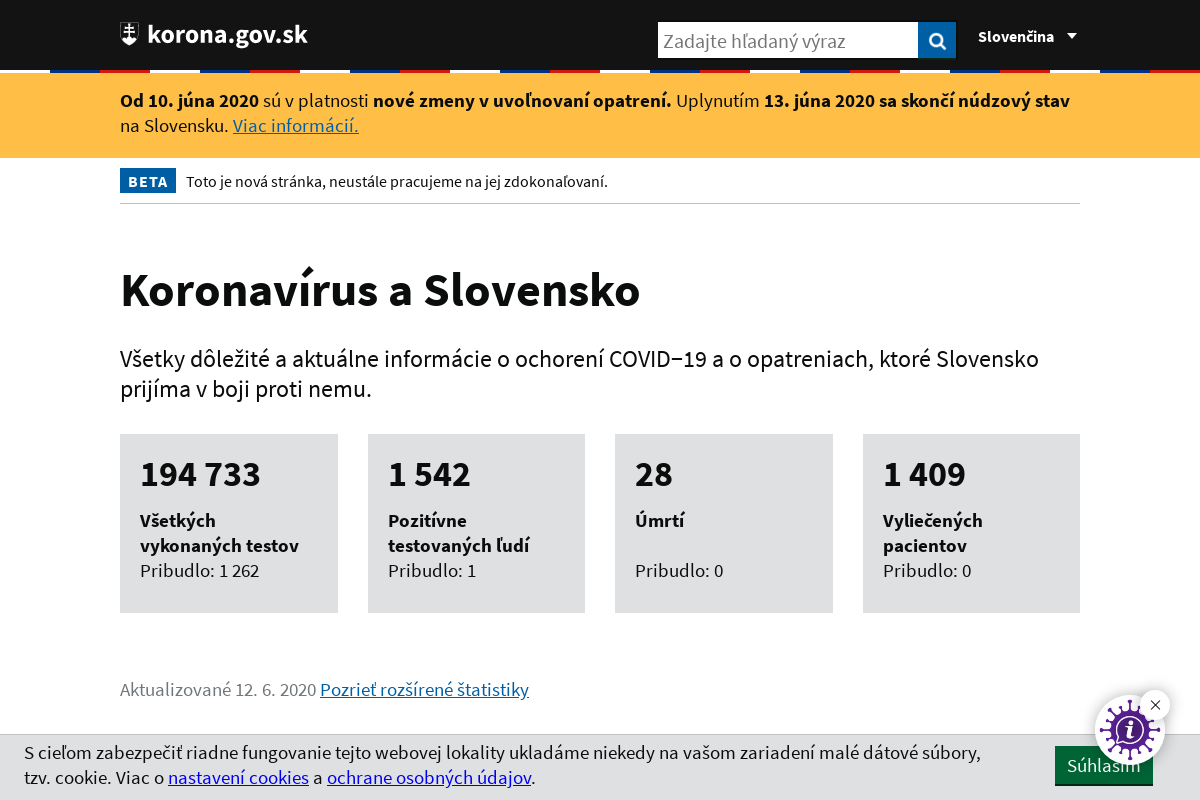 korona.gov.sk
Zadajte hľadaný výraz
Slovenčina
Od 10. júna 2020 sú v platnosti nové zmeny v uvoľnovaní opatrení. Uplynutím 13. júna 2020 sa skončí núdzový stav
na Slovensku. Viac informácií.
BETA Toto je nová stránka, neustále pracujeme na jej zdokonaľovaní.
Koronavírus a Slovensko
Všetky dôležité a aktuálne informácie o ochorení COVID–19 a o opatreniach, ktoré Slovensko
prijíma v boji proti nemu.
194 733
Všetkých
vykonaných testov
Pribudlo: 1 262
1 542
Pozitívne
testovaných ľudí
Pribudlo: 1
28
Úmrtí
Pribudlo: 0
1 409
Vyliečených
pacientov
Pribudlo: 0
Aktualizované 12. 6. 2020 Pozrieť rozšírené štatistiky
S cieľom zabezpečiť riadne fungovanie tejto webovej lokality ukladáme niekedy na vašom zariadení malé dátové súbory,
tzv. cookie. Viac o nastavení cookies a ochrane osobných údajov.
Súhlasím